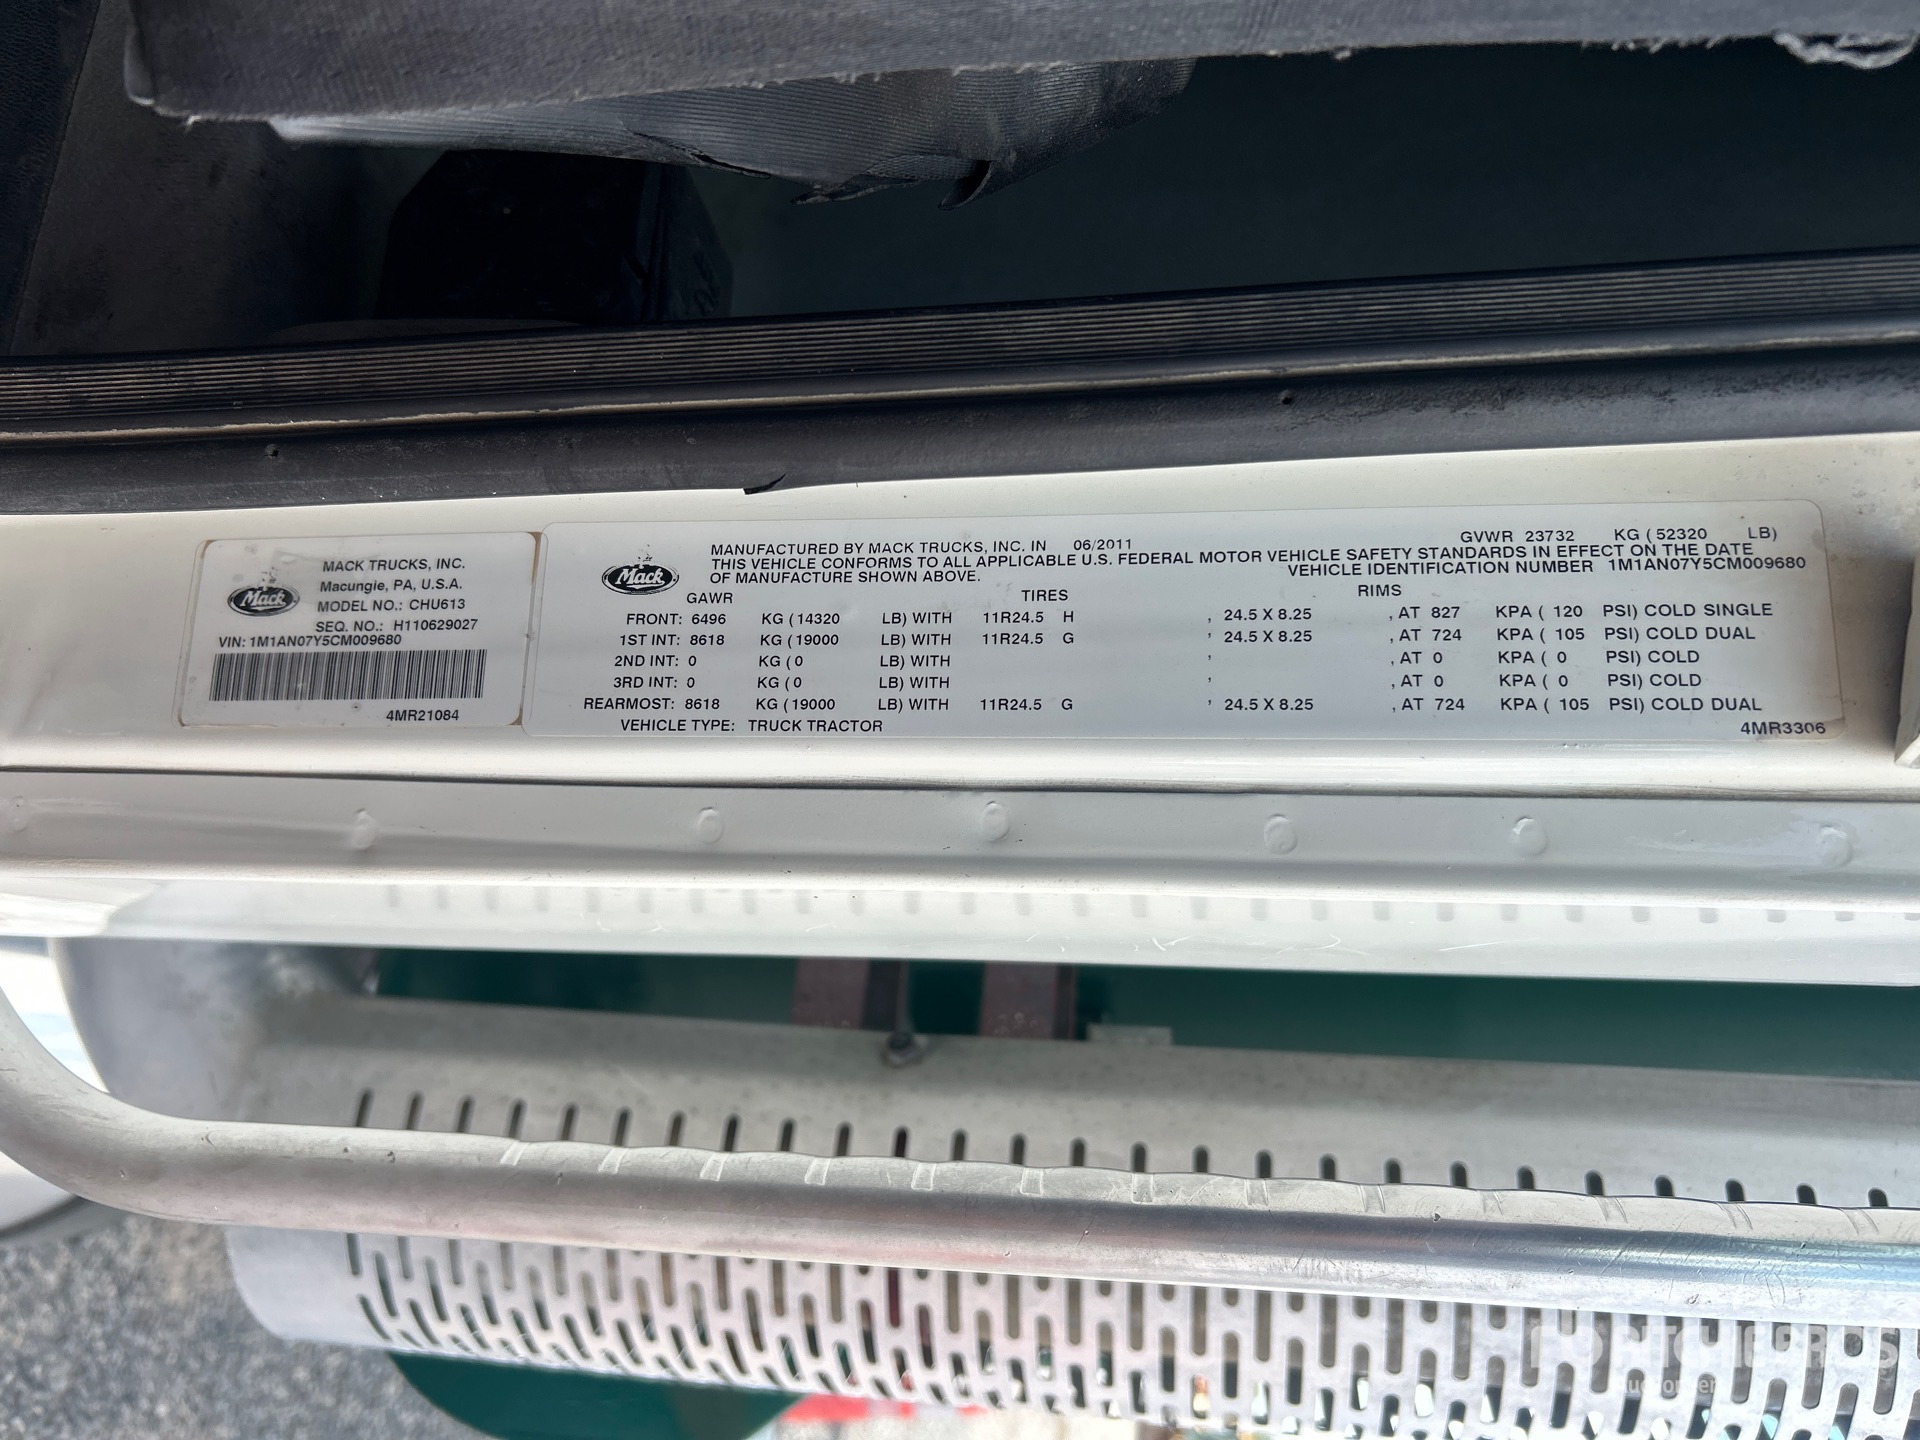 Mack
MACK TRUCKS, INC.
Macungie, PA, U.S.A.
MODEL NO.: CHU613
SEQ. NO.: H110629027
VIN: 1M1AN07Y5CM009680
4MR21084
Mack
MANUFACTURED BY MACK TRUCKS, INC. IN 06/2011 GVWR 23732 KG ( 52320 LB)
THIS VEHICLE CONFORMS TO ALL APPLICABLE U.S. FEDERAL MOTOR VEHICLE SAFETY STANDARDS IN EFFECT ON THE DATE
OF MANUFACTURE SHOWN ABOVE. VEHICLE IDENTIFICATION NUMBER 1M1AN07Y5CM009680
GAWR TIRES RIMS
FRONT: 6496 KG ( 14320 LB) WITH 11R24.5 H , 24.5 X 8.25 , AT 827 KPA ( 120 PSI) COLD SINGLE
1ST INT: 8618 KG ( 19000 LB) WITH 11R24.5 G , 24.5 X 8.25 , AT 724 KPA ( 105 PSI) COLD DUAL
2ND INT: 0 KG ( 0 LB) WITH , , AT 0 KPA ( 0 PSI) COLD
3RD INT: 0 KG ( 0 LB) WITH , , AT 0 KPA ( 0 PSI) COLD
REARMOST: 8618 KG ( 19000 LB) WITH 11R24.5 G , 24.5 X 8.25 , AT 724 KPA ( 105 PSI) COLD DUAL
VEHICLE TYPE: TRUCK TRACTOR 4MR3306